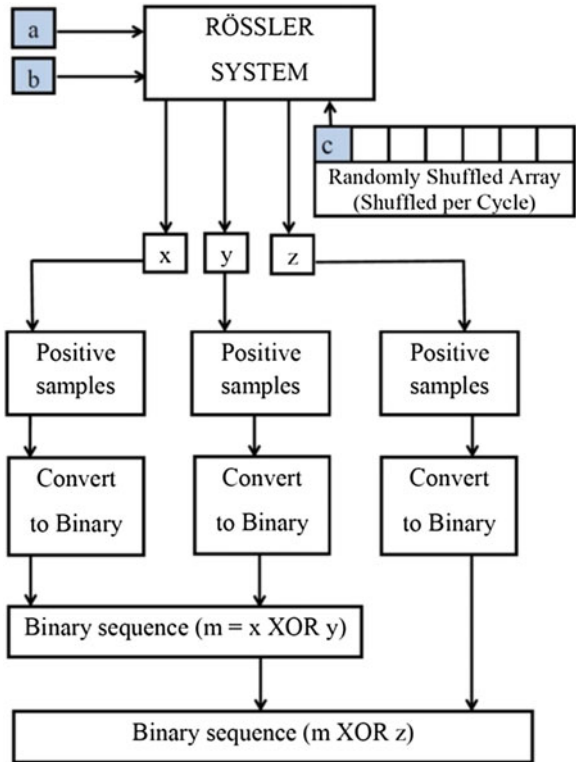 a
RÖSSLER
SYSTEM
b
c
Randomly Shuffled Array
(Shuffled per Cycle)
x
y
z
Positive
samples
Positive
samples
Positive
samples
Convert
to Binary
Convert
to Binary
Convert
to Binary
Binary sequence (m = x XOR y)
Binary sequence (m XOR z)